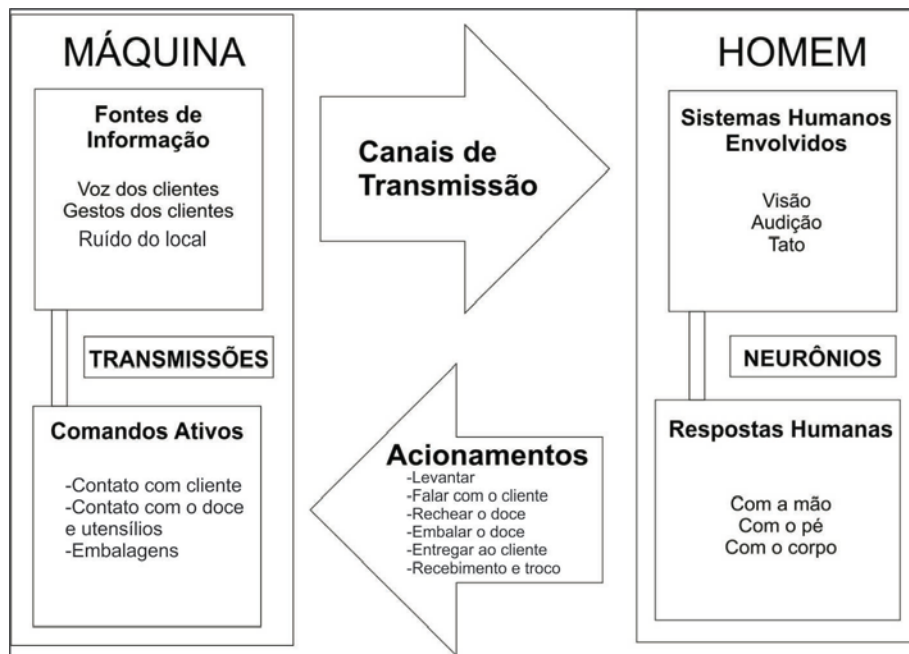 MÁQUINA
Fontes de
Informação
Voz dos clientes
Gestos dos clientes
Ruído do local
TRANSMISSÕES
Comandos Ativos
-Contato com cliente
-Contato com o doce
e utensílios
-Embalagens
Canais de
Transmissão
Acionamentos
-Levantar
-Falar com o cliente
-Rechear o doce
-Embalar o doce
-Entregar ao cliente
-Recebimento e troco
HOMEM
Sistemas Humanos
Envolvidos
Visão
Audição
Tato
NEURÔNIOS
Respostas Humanas
Com a mão
Com o pé
Com o corpo